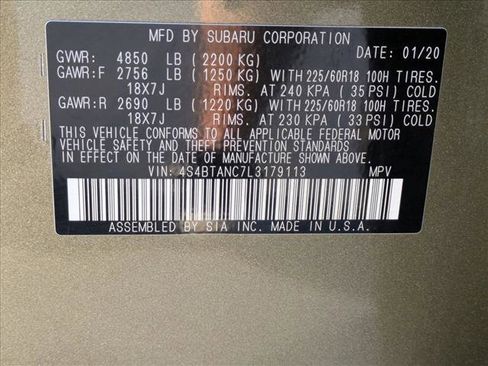 MFD BY SUBARU CORPORATION
DATE: 01/20
GVWR: 4850 LB (2200 KG)
GAWR:F 2756 LB (1250 KG) WITH 225/60R18 100H TIRES.
18X7J RIMS. AT 240 KPA (35 PSI) COLD
GAWR:R 2690 LB (1220 KG) WITH 225/60R18 100H TIRES.
18X7J RIMS. AT 230 KPA (33 PSI) COLD
THIS VEHICLE CONFORMS TO ALL APPLICABLE FEDERAL MOTOR
VEHICLE SAFETY AND THEFT PREVENTION STANDARDS
IN EFFECT ON THE DATE OF MANUFACTURE SHOWN ABOVE.
VIN: 4S4BTANC7L3179113 MPV
ASSEMBLED BY SIA INC. MADE IN U.S.A.